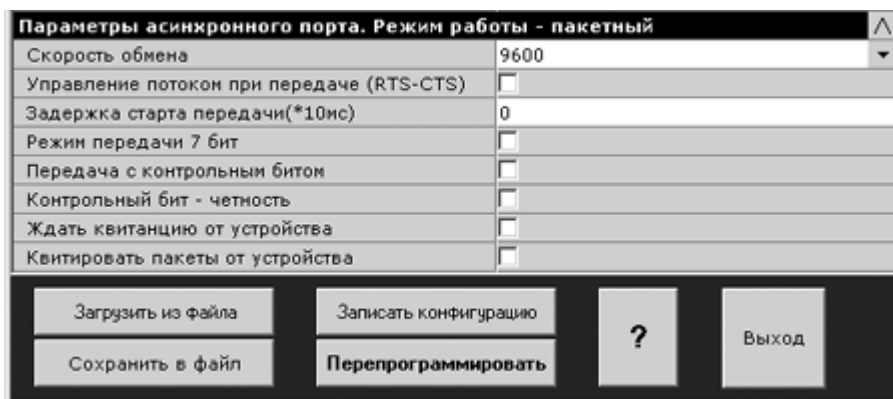 Параметры асинхронного порта. Режим работы - пакетный
Скорость обмена 9600
Управление потоком при передаче (RTS-CTS)
Задержка старта передачи(*10мс) 0
Режим передачи 7 бит
Передача с контрольным битом
Контрольный бит - четность
Ждать квитанцию от устройства
Квитировать пакеты от устройства
Загрузить из файла Записать конфигурацию
? Выход
Сохранить в файл Перепрограммировать